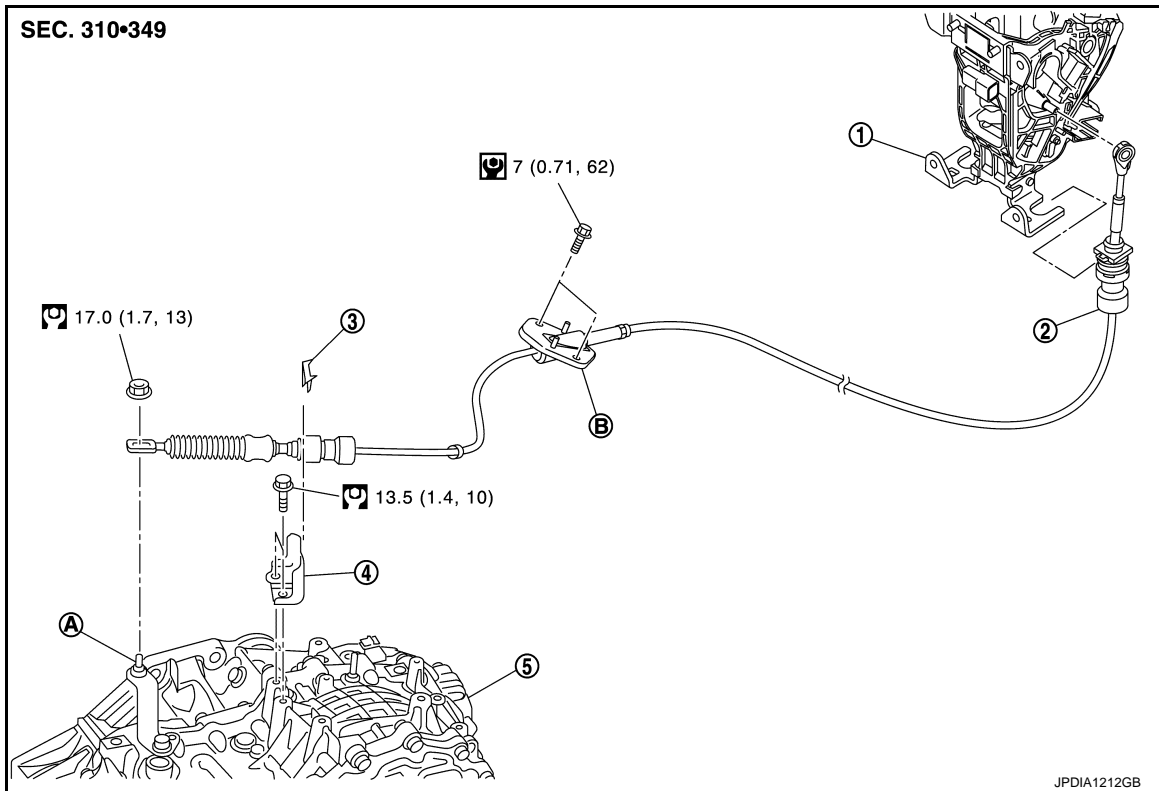 SEC. 310•349
1
7 (0.71, 62)
17.0 (1.7, 13)
3
2
B
13.5 (1.4, 10)
4
A
5
JPDIA1212GB